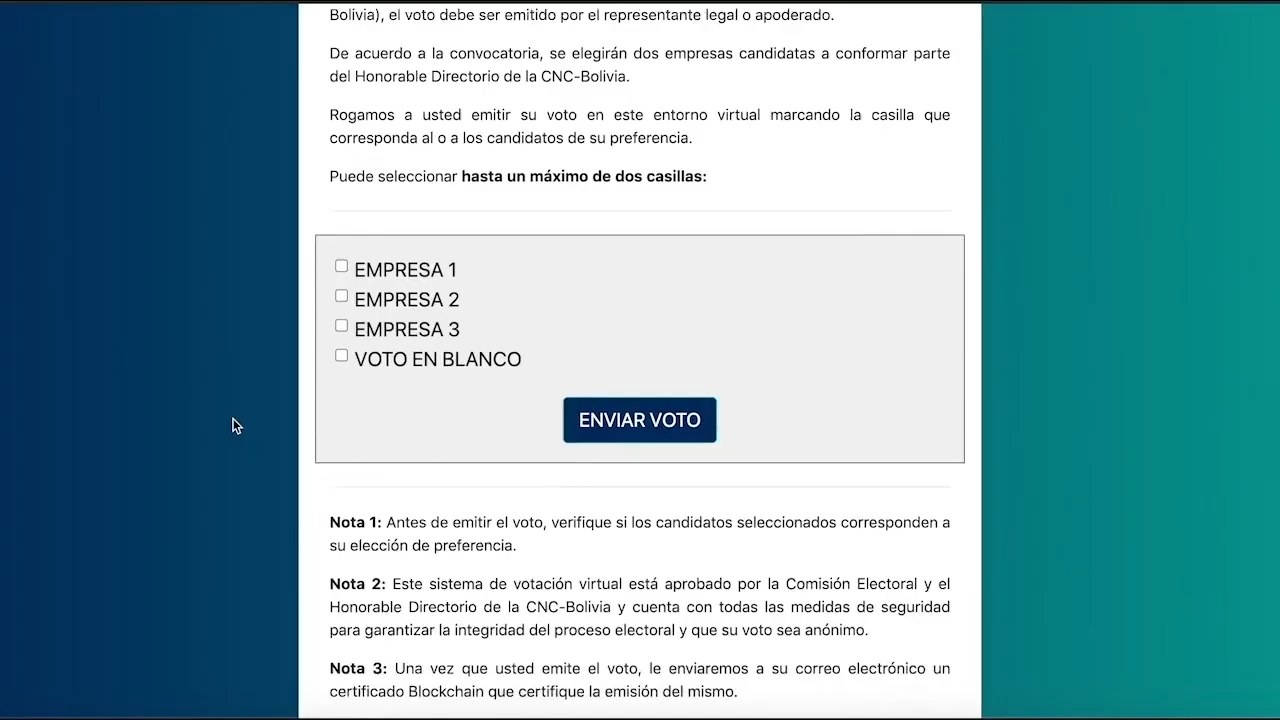 Bolivia), el voto debe ser emitido por el representante legal o apoderado.
De acuerdo a la convocatoria, se elegirán dos empresas candidatas a conformar parte
del Honorable Directorio de la CNC-Bolivia.
Rogamos a usted emitir su voto en este entorno virtual marcando la casilla que
corresponda al o a los candidatos de su preferencia.
Puede seleccionar hasta un máximo de dos casillas:
EMPRESA 1
EMPRESA 2
EMPRESA 3
VOTO EN BLANCO
ENVIAR VOTO
Nota 1: Antes de emitir el voto, verifique si los candidatos seleccionados corresponden a
su elección de preferencia.
Nota 2: Este sistema de votación virtual está aprobado por la Comisión Electoral y el
Honorable Directorio de la CNC-Bolivia y cuenta con todas las medidas de seguridad
para garantizar la integridad del proceso electoral y que su voto sea anónimo.
Nota 3: Una vez que usted emite el voto, le enviaremos a su correo electrónico un
certificado Blockchain que certifique la emisión del mismo.